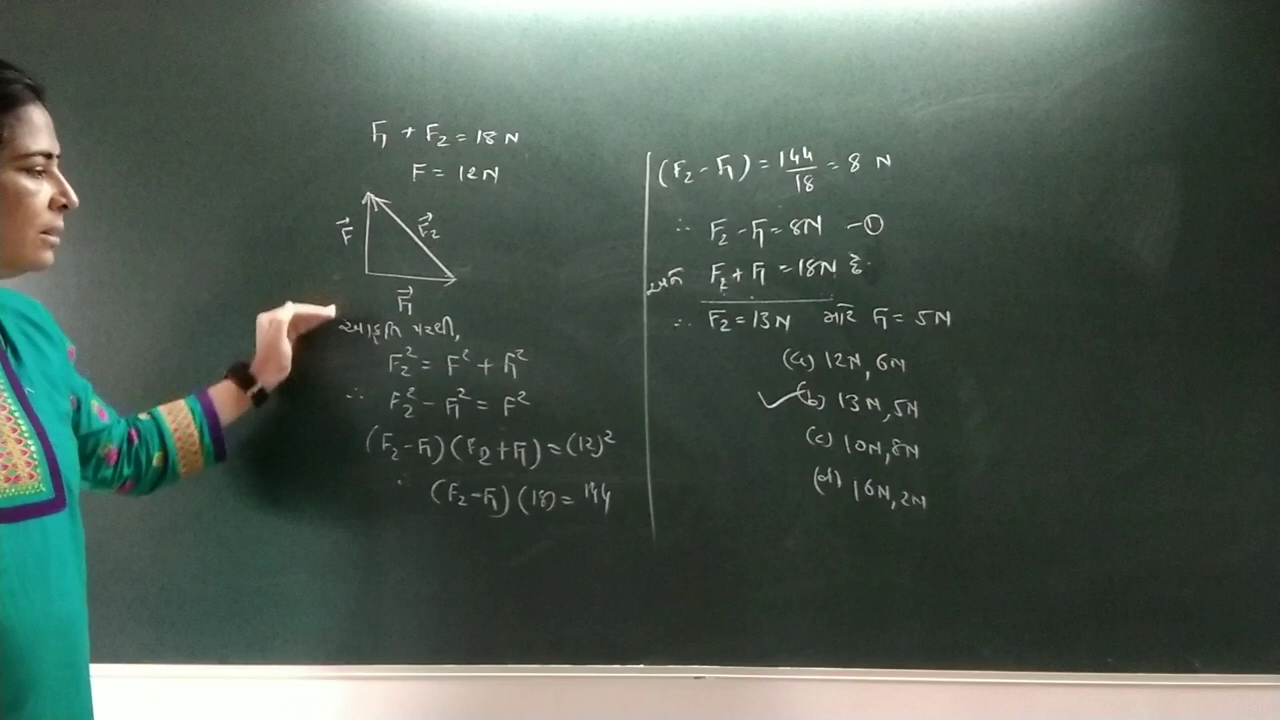 F₁ + F₂ = 18 N
F = 12 N
F⃗
F⃗₂
F⃗₁
આકૃતિ પરથી,
F₂² = F² + F₁²
∴ F₂² - F₁² = F²
(F₂ - F₁) (F₂ + F₁) = (12)²
∴ (F₂ - F₁) (18) = 144
(F₂ - F₁) = 144/18 = 8 N
∴ F₂ - F₁ = 8N - ①
અને F₂ + F₁ = 18N છે.
∴ F₂ = 13N માટે F₁ = 5N
(a) 12N, 6N
✓ (b) 13N, 5N
(c) 10N, 8N
(d) 16N, 2N